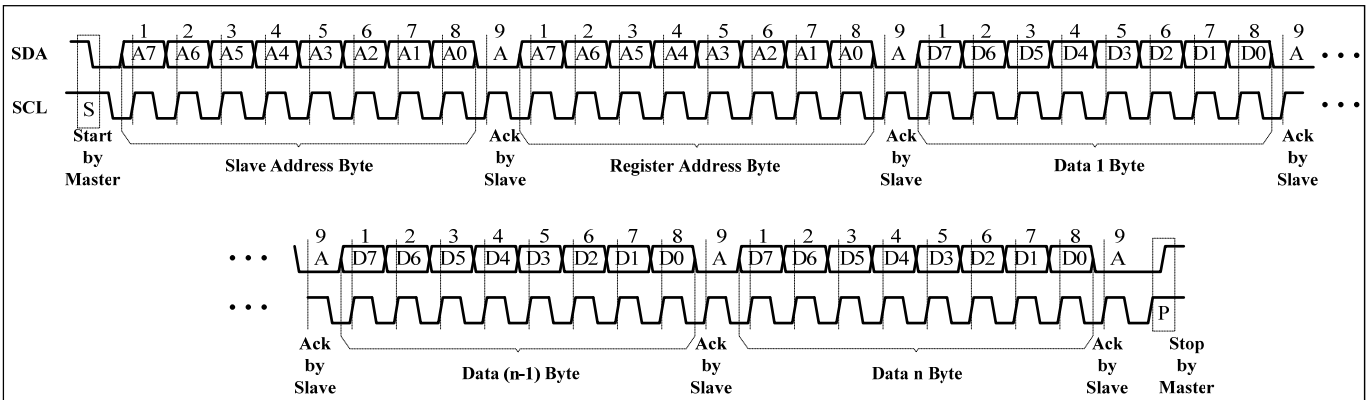 1 2 3 4 5 6 7 8 9 1 2 3 4 5 6 7 8 9 1 2 3 4 5 6 7 8 9
SDA A7 A6 A5 A4 A3 A2 A1 A0 A A7 A6 A5 A4 A3 A2 A1 A0 A D7 D6 D5 D4 D3 D2 D1 D0 A • • •
SCL S • • •
Start by Master
Slave Address Byte
Ack by Slave
Register Address Byte
Ack by Slave
Data 1 Byte
Ack by Slave
9 1 2 3 4 5 6 7 8 9 1 2 3 4 5 6 7 8 9
• • • A D7 D6 D5 D4 D3 D2 D1 D0 A D7 D6 D5 D4 D3 D2 D1 D0 A
• • • P
Ack by Slave
Data (n-1) Byte
Ack by Slave
Data n Byte
Ack by Slave
Stop by Master